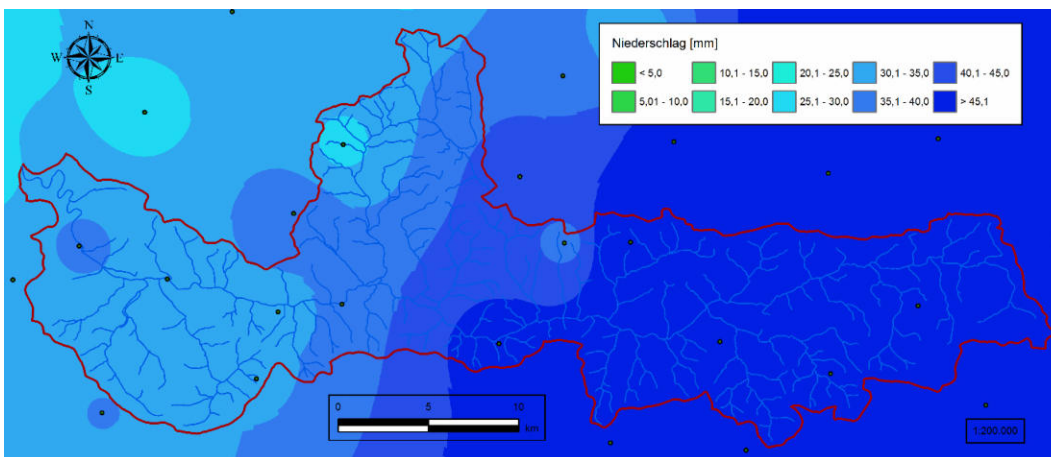 N
W E
S
Niederschlag [mm]
< 5,0 10,1 - 15,0 20,1 - 25,0 30,1 - 35,0 40,1 - 45,0
5,01 - 10,0 15,1 - 20,0 25,1 - 30,0 35,1 - 40,0 > 45,1
0 5 10
km
1:200.000